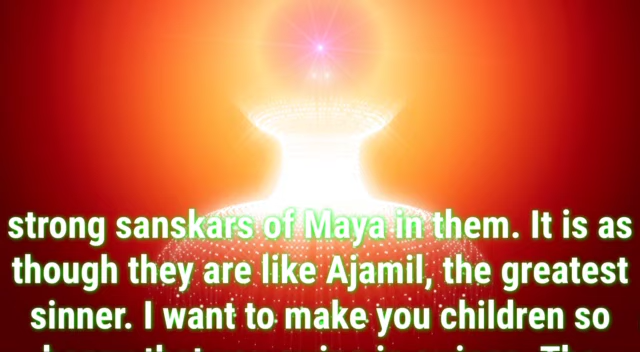 strong sanskars of Maya in them. It is as
though they are like Ajamil, the greatest
sinner. I want to make you children so